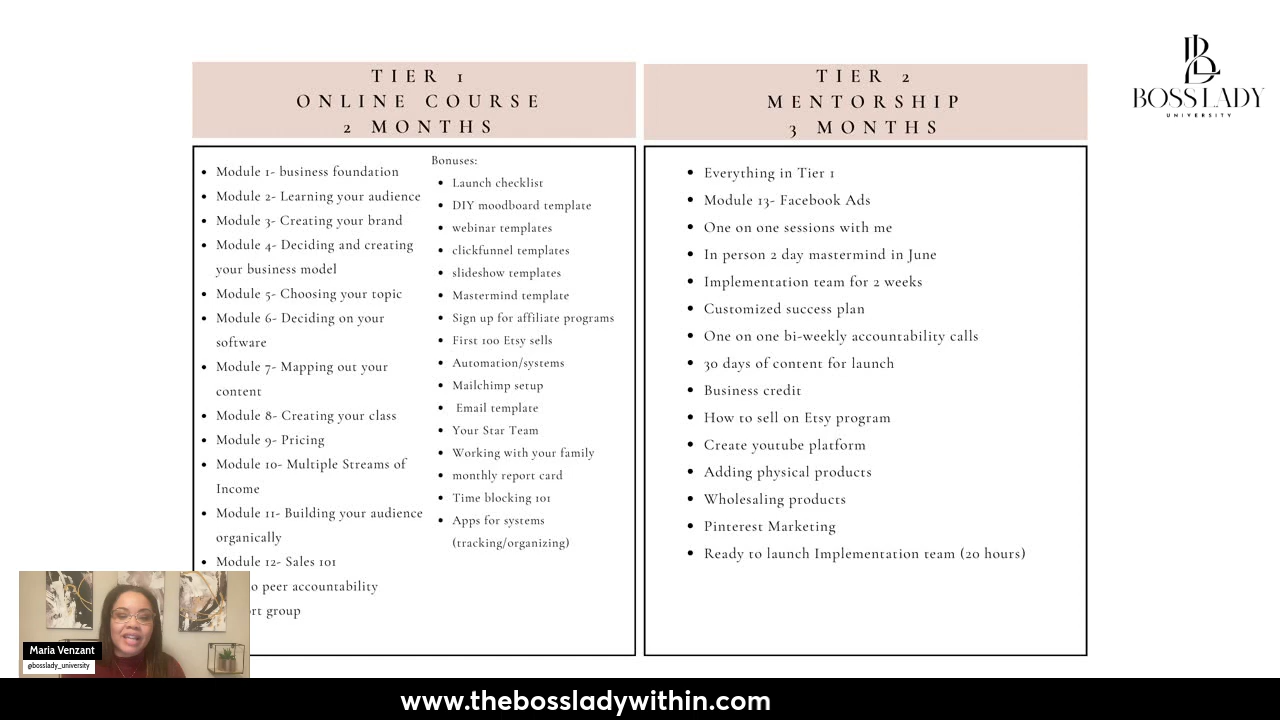 TIER 1
ONLINE COURSE
2 MONTHS
Module 1- business foundation
Module 2- Learning your audience
Module 3- Creating your brand
Module 4- Deciding and creating
your business model
Module 5- Choosing your topic
Module 6- Deciding on your
software
Module 7- Mapping out your
content
Module 8- Creating your class
Module 9- Pricing
Module 10- Multiple Streams of
Income
Module 11- Building your audience
organically
Module 12- Sales 101
peer accountability
group
Bonuses:
Launch checklist
DIY moodboard template
webinar templates
clickfunnel templates
slideshow templates
Mastermind template
Sign up for affiliate programs
First 100 Etsy sells
Automation/systems
Mailchimp setup
Email template
Your Star Team
Working with your family
monthly report card
Time blocking 101
Apps for systems
(tracking/organizing)
TIER 2
MENTORSHIP
3 MONTHS
Everything in Tier 1
Module 13- Facebook Ads
One on one sessions with me
In person 2 day mastermind in June
Implementation team for 2 weeks
Customized success plan
One on one bi-weekly accountability calls
30 days of content for launch
Business credit
How to sell on Etsy program
Create youtube platform
Adding physical products
Wholesaling products
Pinterest Marketing
Ready to launch Implementation team (20 hours)
BL
BOSS LADY
UNIVERSITY
Maria Venzant
@bosslady_university
www.thebossladywithin.com